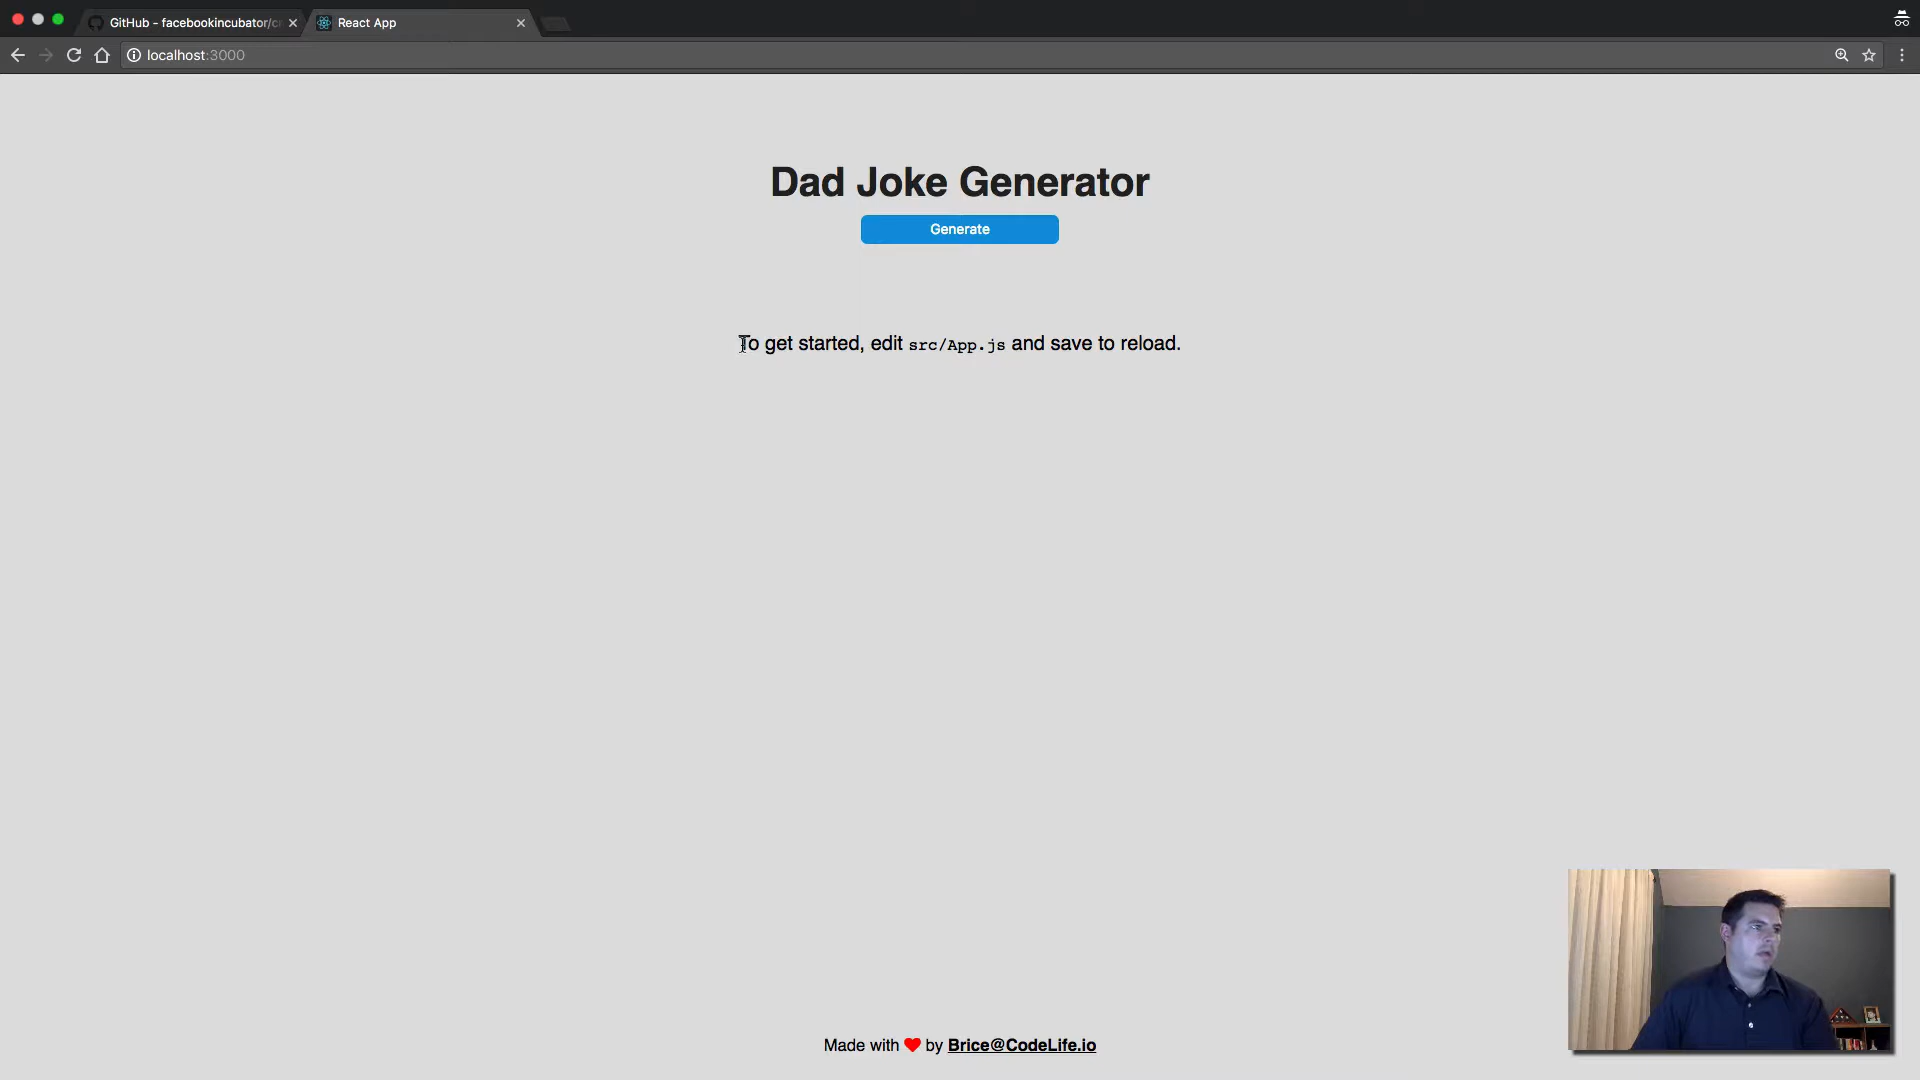 GitHub - facebookincubator/cr
React App
localhost:3000
Dad Joke Generator
Generate
To get started, edit src/App.js and save to reload.
Made with ❤ by Brice@CodeLife.io